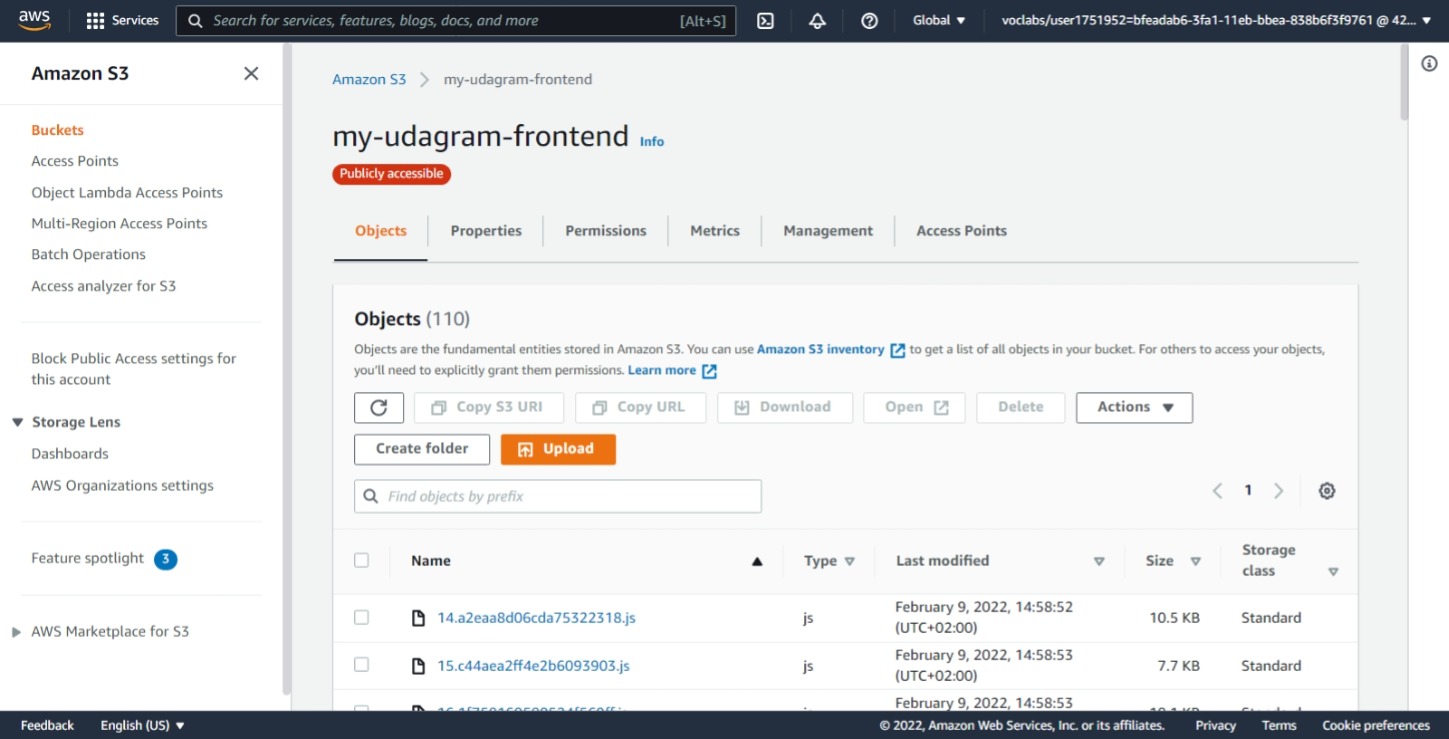 aws
Services
Search for services, features, blogs, docs, and more [Alt+S]
Global
voclabs/user1751952=bfeadab6-3fa1-11eb-bbea-838b6f3f9761 @ 42...
Amazon S3
Buckets
Access Points
Object Lambda Access Points
Multi-Region Access Points
Batch Operations
Access analyzer for S3
Block Public Access settings for
this account
Storage Lens
Dashboards
AWS Organizations settings
Feature spotlight 3
AWS Marketplace for S3
Amazon S3 my-udagram-frontend
my-udagram-frontend Info
Publicly accessible
Objects Properties Permissions Metrics Management Access Points
Objects (110)
Objects are the fundamental entities stored in Amazon S3. You can use Amazon S3 inventory to get a list of all objects in your bucket. For others to access your objects,
you'll need to explicitly grant them permissions. Learn more
Copy S3 URI Copy URL Download Open Delete Actions
Create folder Upload
Find objects by prefix 1
Name Type Last modified Size Storage
class
14.a2eaa8d06cda75322318.js js February 9, 2022, 14:58:52
(UTC+02:00) 10.5 KB Standard
15.c44aea2ff4e2b6093903.js js February 9, 2022, 14:58:53
(UTC+02:00) 7.7 KB Standard
February 9, 2022, 14:58:53
Feedback English (US) © 2022, Amazon Web Services, Inc. or its affiliates. Privacy Terms Cookie preferences